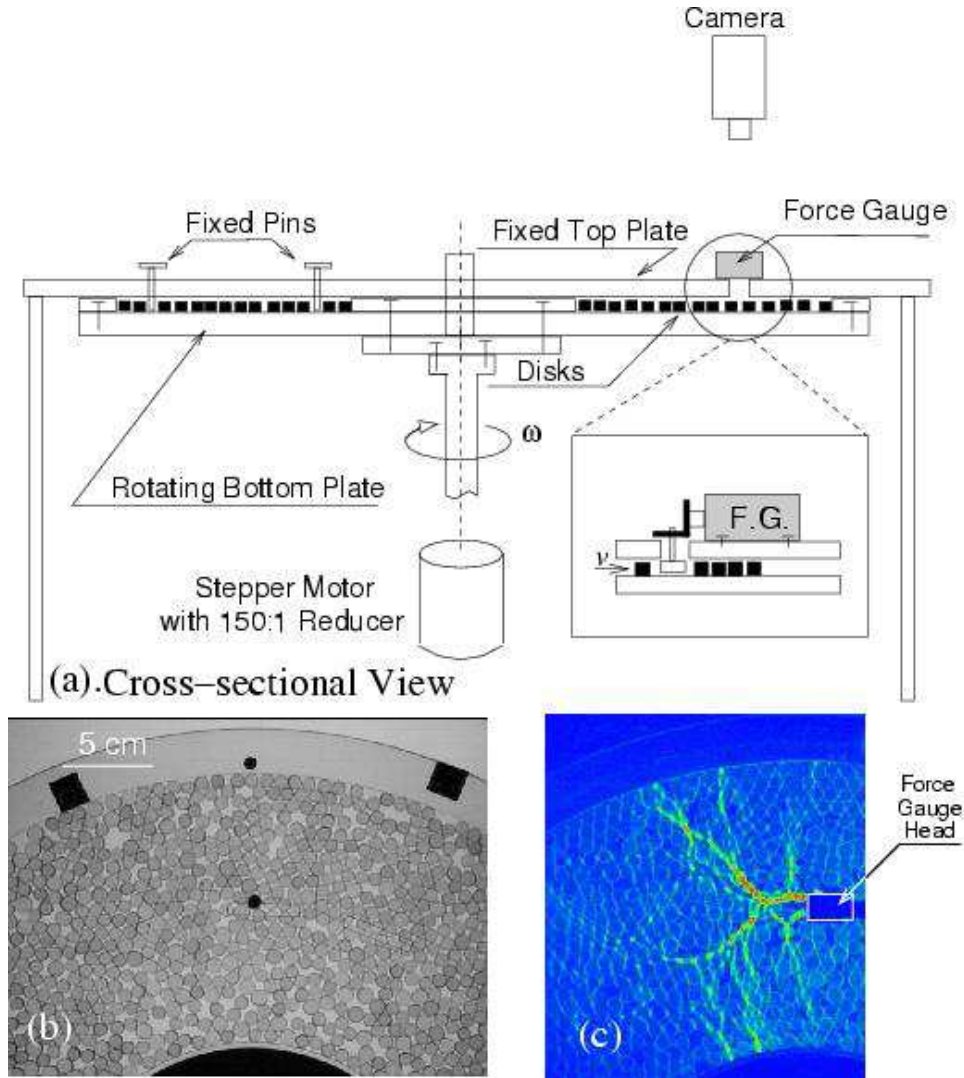 Camera
Fixed Pins
Fixed Top Plate
Force Gauge
Disks
ω
Rotating Bottom Plate
F.G.
v
Stepper Motor
with 150:1 Reducer
(a).Cross–sectional View
5 cm
Force
Gauge
Head
(b)
(c)